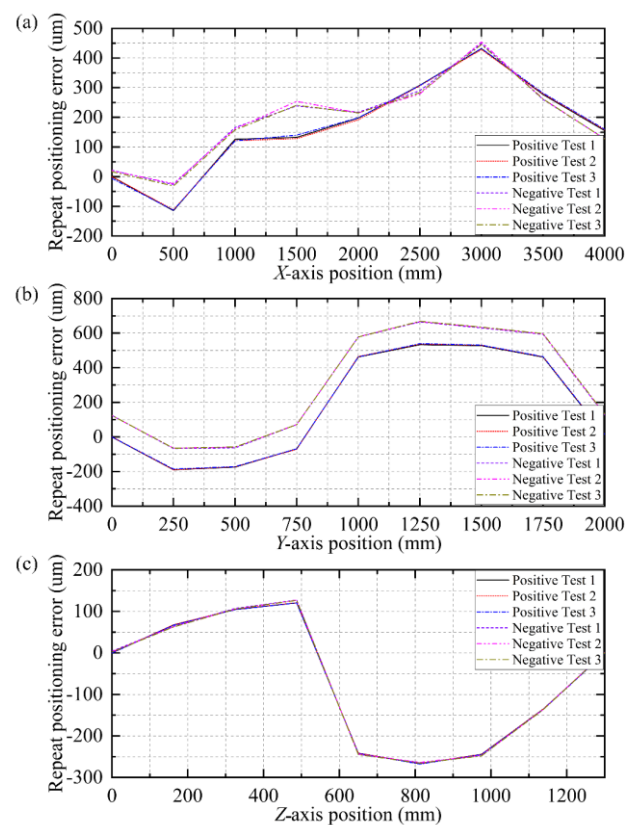 (a)
Repeat positioning error (um)
500
400
300
200
100
0
-100
-200
Positive Test 1
Positive Test 2
Positive Test 3
Negative Test 1
Negative Test 2
Negative Test 3
0 500 1000 1500 2000 2500 3000 3500 4000
X-axis position (mm)
(b)
Repeat positioning error (um)
800
600
400
200
0
-200
-400
Positive Test 1
Positive Test 2
Positive Test 3
Negative Test 1
Negative Test 2
Negative Test 3
0 250 500 750 1000 1250 1500 1750 2000
Y-axis position (mm)
(c)
Repeat positioning error (um)
200
100
0
-100
-200
-300
Positive Test 1
Positive Test 2
Positive Test 3
Negative Test 1
Negative Test 2
Negative Test 3
0 200 400 600 800 1000 1200
Z-axis position (mm)